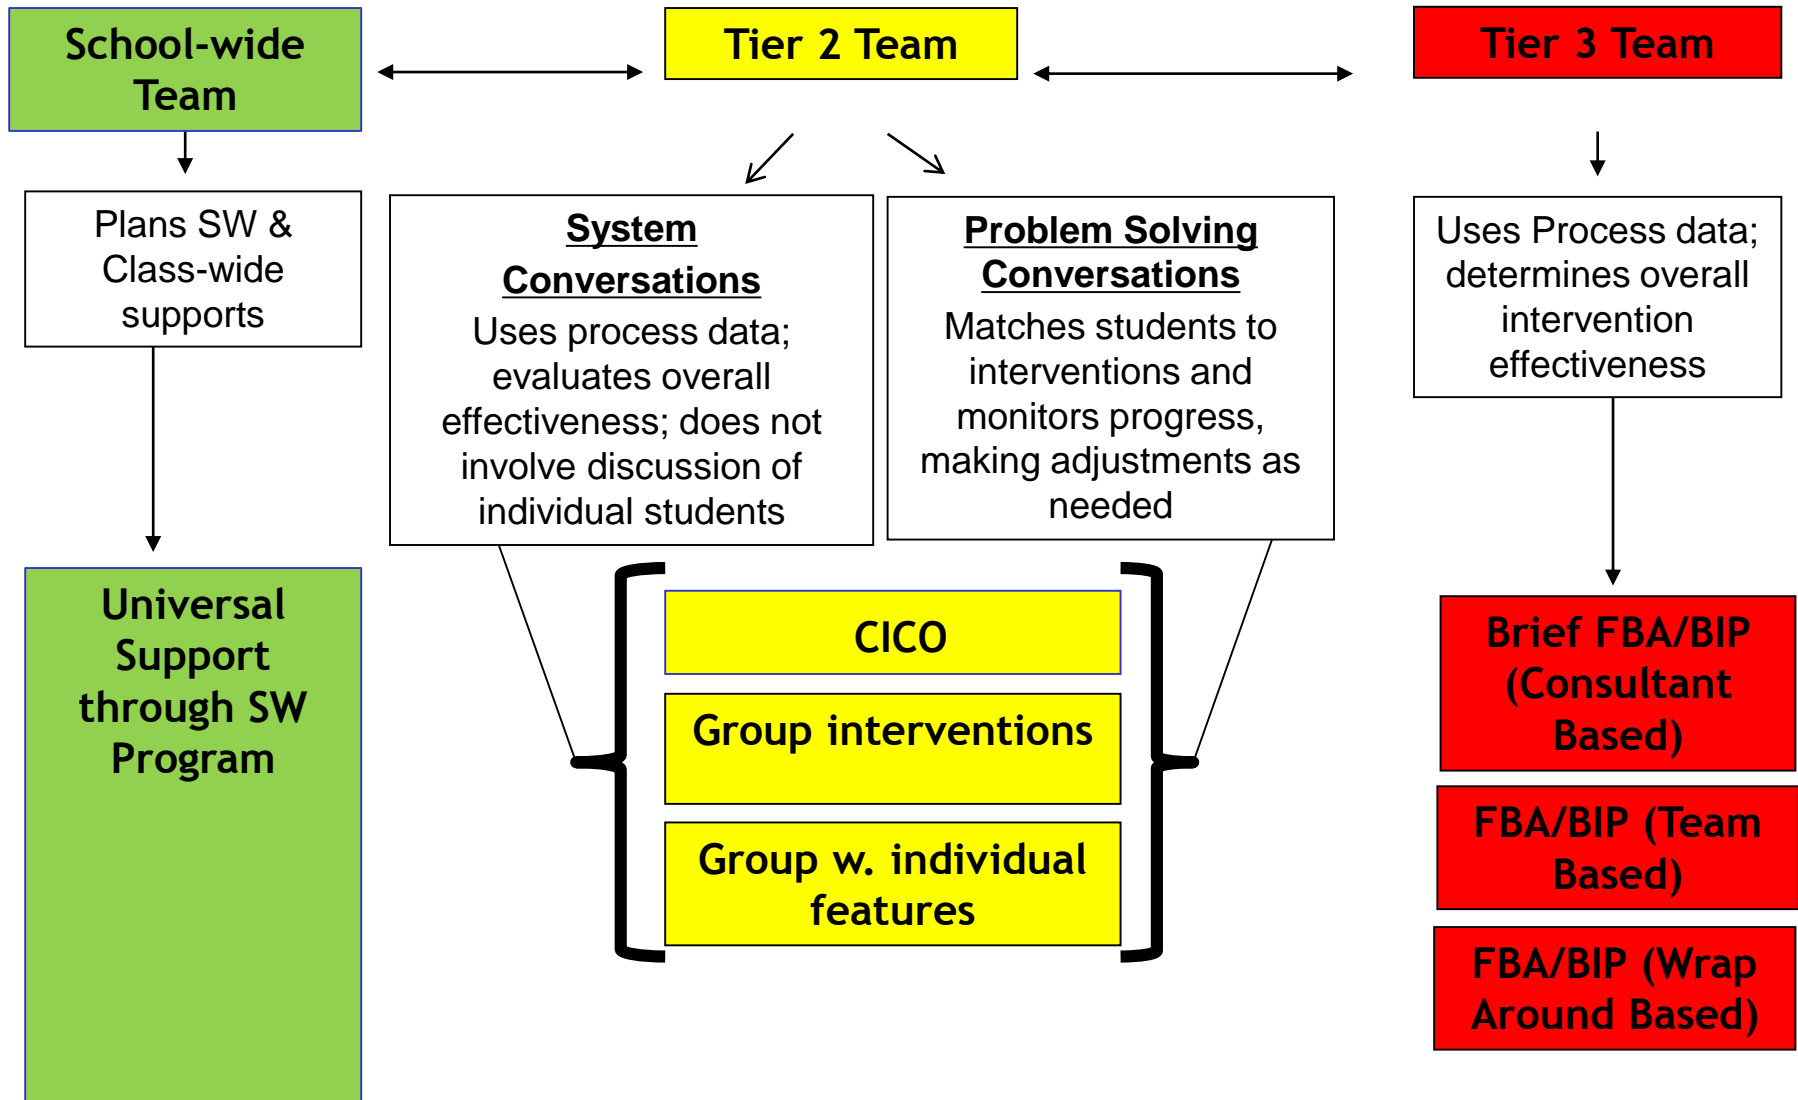 School-wide
Team
Tier 2 Team
Tier 3 Team
Plans SW &
Class-wide
supports
System
Conversations
Uses process data;
evaluates overall
effectiveness; does not
involve discussion of
individual students
Problem Solving
Conversations
Matches students to
interventions and
monitors progress,
making adjustments as
needed
Uses Process data;
determines overall
intervention
effectiveness
Universal
Support
through SW
Program
CICO
Group interventions
Group w. individual
features
Brief FBA/BIP
(Consultant
Based)
FBA/BIP (Team
Based)
FBA/BIP (Wrap
Around Based)